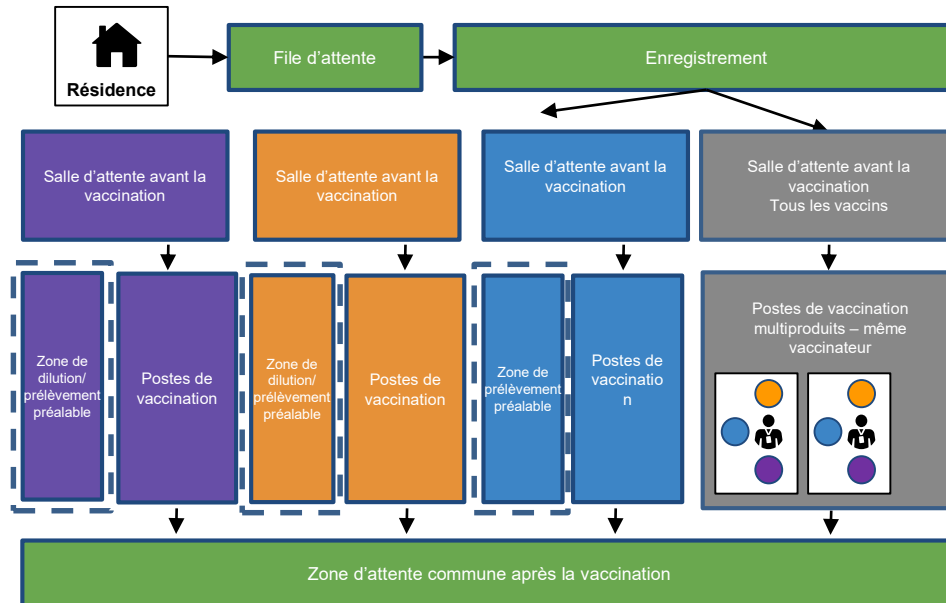 Résidence
File d'attente
Enregistrement
Salle d'attente avant la
vaccination
Salle d'attente avant la
vaccination
Salle d'attente avant la
vaccination
Salle d'attente avant la
vaccination
Tous les vaccins
Zone de
dilution/
prélèvement
préalable
Postes de
vaccination
Zone de
dilution/
prélèvement
préalable
Postes de
vaccination
Zone de
prélèvement
préalable
Postes de
vaccinatio
n
Postes de vaccination
multiproduits – même
vaccinateur
Zone d'attente commune après la vaccination